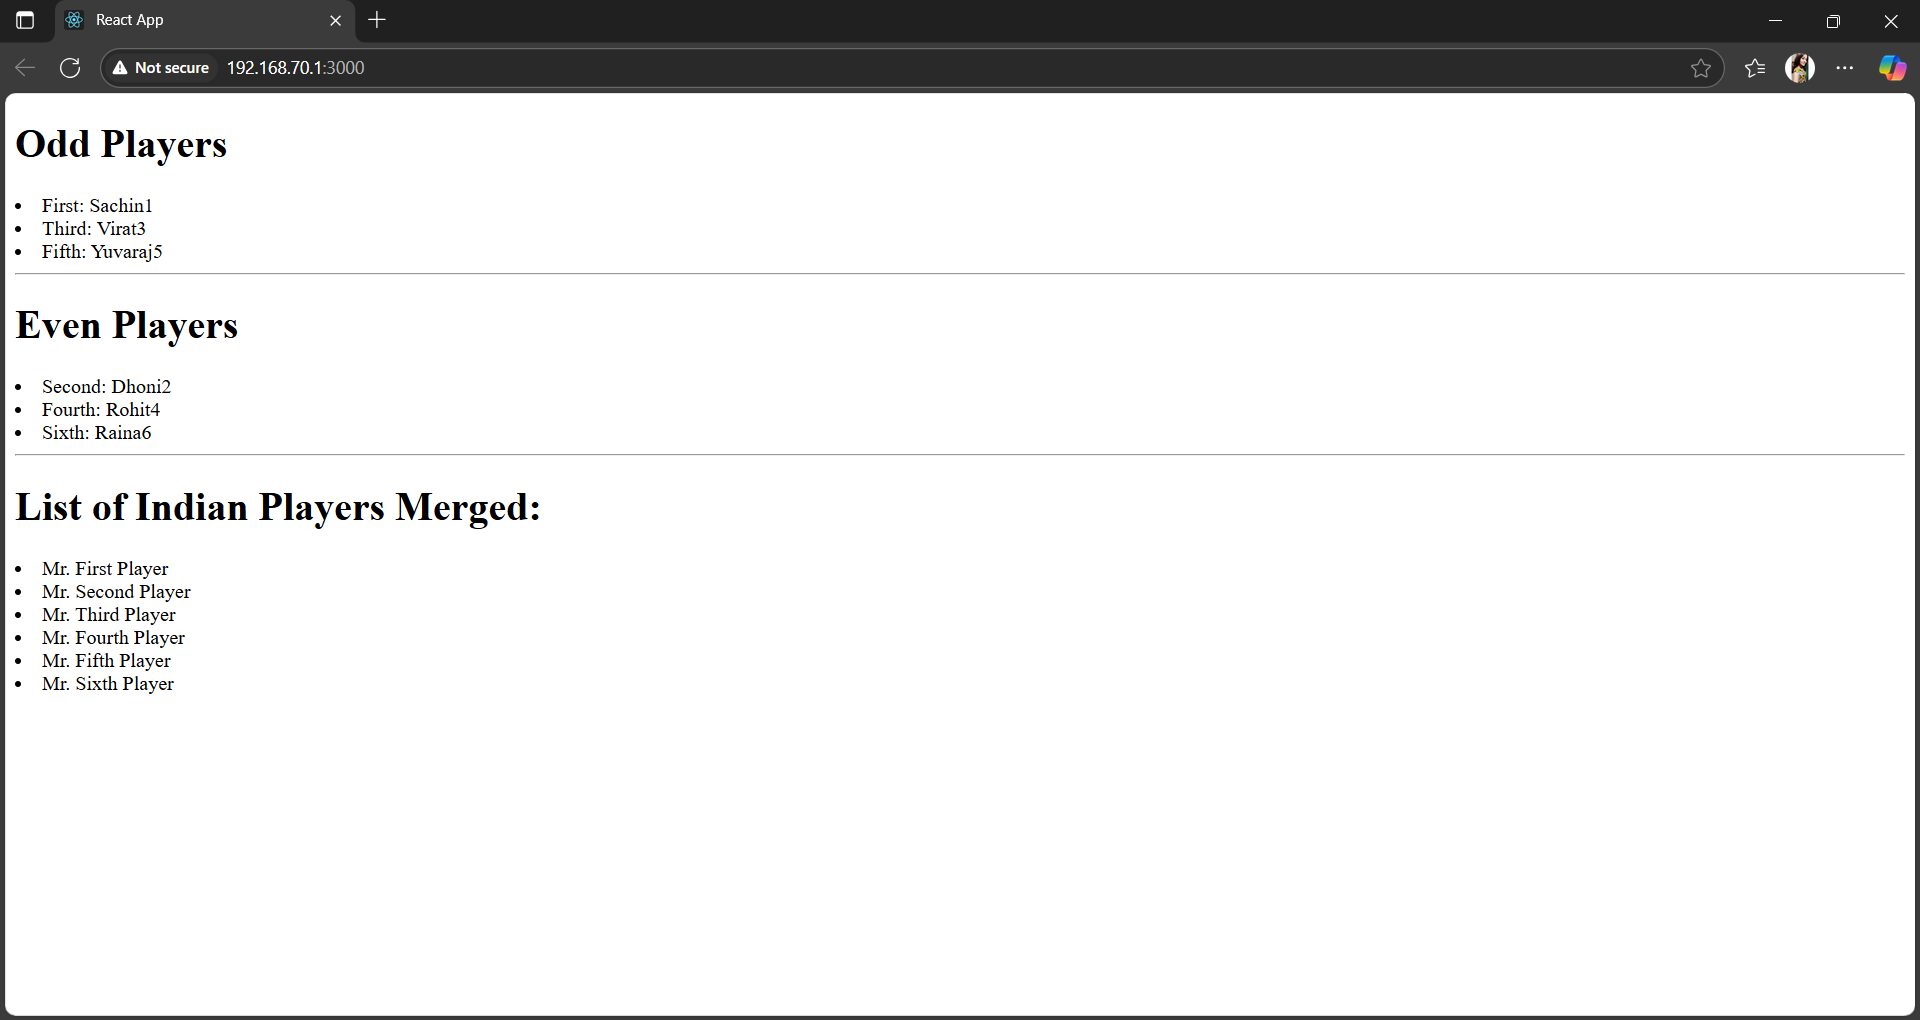 React App
Not secure 192.168.70.1:3000
Odd Players
First: Sachin1
Third: Virat3
Fifth: Yuvaraj5
Even Players
Second: Dhoni2
Fourth: Rohit4
Sixth: Raina6
List of Indian Players Merged:
Mr. First Player
Mr. Second Player
Mr. Third Player
Mr. Fourth Player
Mr. Fifth Player
Mr. Sixth Player